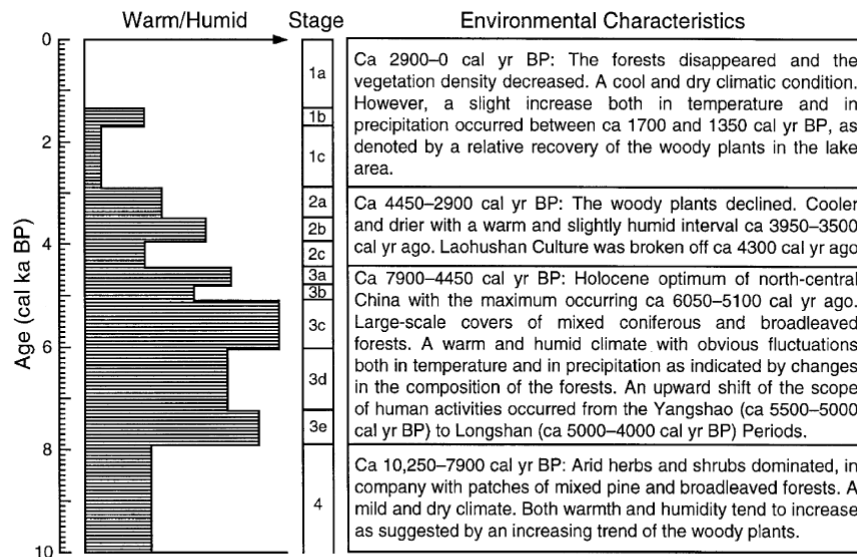 Warm/Humid
Stage
Environmental Characteristics
Age (cal ka BP)
0
2
4
6
8
10
1a
1b
1c
2a
2b
2c
3a
3b
3c
3d
3e
4
Ca 2900–0 cal yr BP: The forests disappeared and the
vegetation density decreased. A cool and dry climatic condition.
However, a slight increase both in temperature and in
precipitation occurred between ca 1700 and 1350 cal yr BP, as
denoted by a relative recovery of the woody plants in the lake
area.
Ca 4450–2900 cal yr BP: The woody plants declined. Cooler
and drier with a warm and slightly humid interval ca 3950–3500
cal yr ago. Laohushan Culture was broken off ca 4300 cal yr ago
Ca 7900–4450 cal yr BP: Holocene optimum of north-central
China with the maximum occurring ca 6050–5100 cal yr ago.
Large-scale covers of mixed coniferous and broadleaved
forests. A warm and humid climate with obvious fluctuations
both in temperature and in precipitation as indicated by changes
in the composition of the forests. An upward shift of the scope
of human activities occurred from the Yangshao (ca 5500–5000
cal yr BP) to Longshan (ca 5000–4000 cal yr BP) Periods.
Ca 10,250–7900 cal yr BP: Arid herbs and shrubs dominated, in
company with patches of mixed pine and broadleaved forests. A
mild and dry climate. Both warmth and humidity tend to increase
as suggested by an increasing trend of the woody plants.